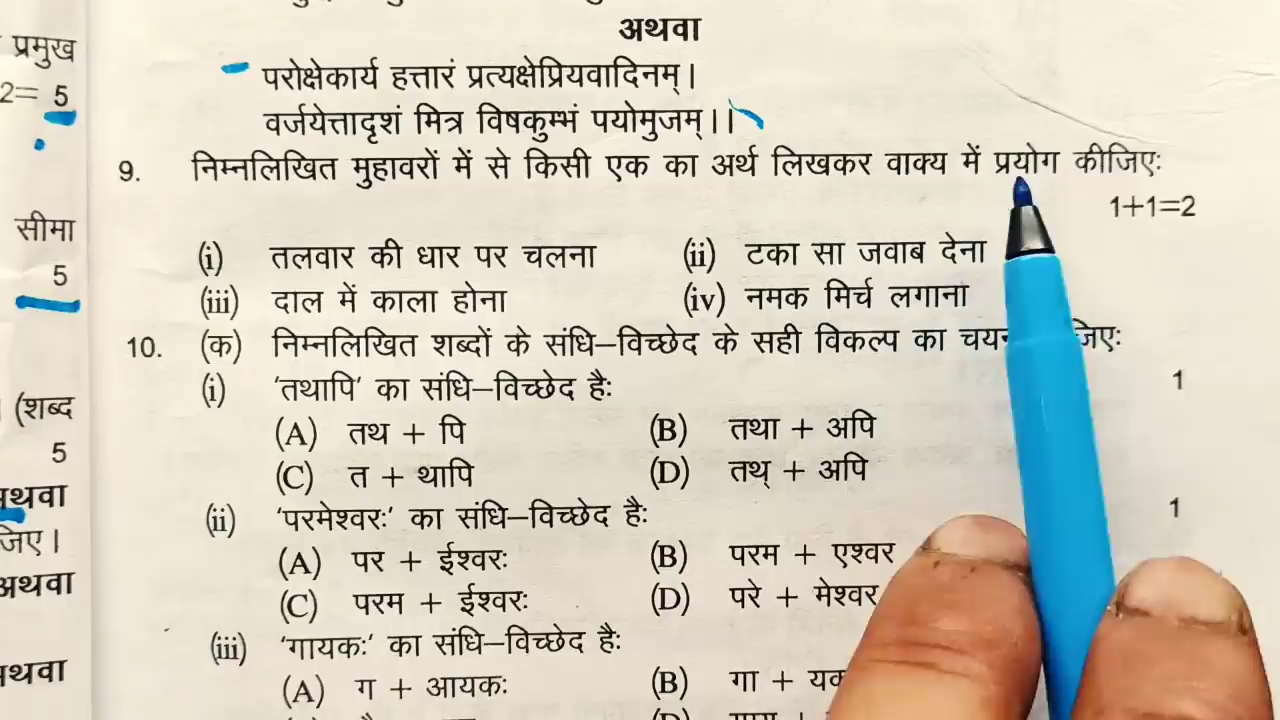 प्रमुख
2= 5
सीमा
5
(शब्द
5
अथवा
जिए।
अथवा
अथवा
अथवा
परोक्षेकार्य हत्तारं प्रत्यक्षेप्रियवादिनम्।
वर्जयेत्तादृशं मित्र विषकुम्भं पयोमुजम्।।
9. निम्नलिखित मुहावरों में से किसी एक का अर्थ लिखकर वाक्य में प्रयोग कीजिएः
1+1=2
(i) तलवार की धार पर चलना (ii) टका सा जवाब देना
(iii) दाल में काला होना (iv) नमक मिर्च लगाना
10. (क) निम्नलिखित शब्दों के संधि–विच्छेद के सही विकल्प का जिएः
(i) 'तथापि' का संधि–विच्छेद हैः 1
(A) तथ + पि (B) तथा + अपि
(C) त + थापि (D) तथ् + अपि
(ii) 'परमेश्वरः' का संधि–विच्छेद हैः 1
(A) पर + ईश्वरः (B) परम + एश्वर
(C) परम + ईश्वरः (D) परे + मेश्वर
(iii) 'गायकः' का संधि–विच्छेद हैः
(A) ग + आयकः (B) गा +